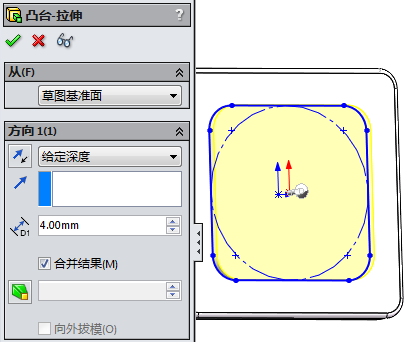 凸台-拉伸 ?
从(F)
草图基准面
方向 1(1)
给定深度
D1 4.00mm
合并结果(M)
向外拔模(O)